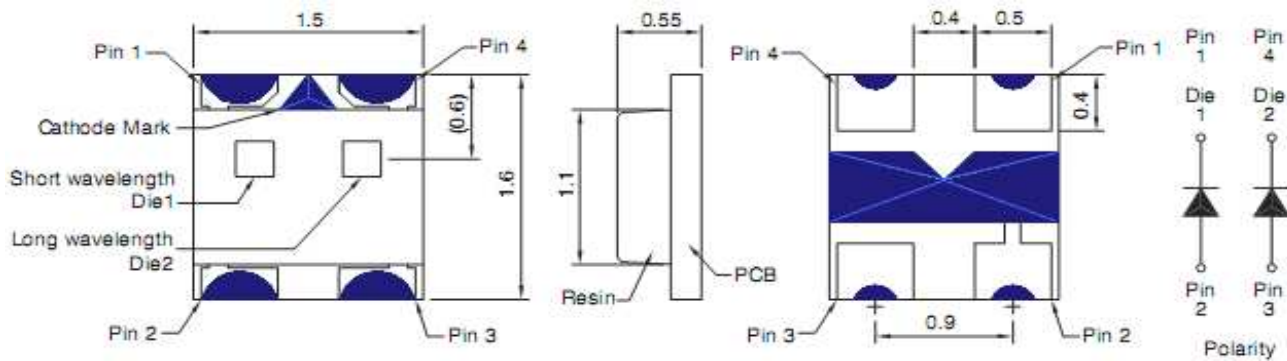 1.5
Pin 1
Pin 4
Cathode Mark
(0.6)
1.6
Short wavelength
Die1
Long wavelength
Die2
Pin 2
Pin 3
0.55
1.1
Resin
PCB
0.4
0.5
Pin 4
Pin 1
0.4
Pin 3
Pin 2
0.9
Pin Pin
1 4
Die Die
1 2
Pin Pin
2 3
Polarity